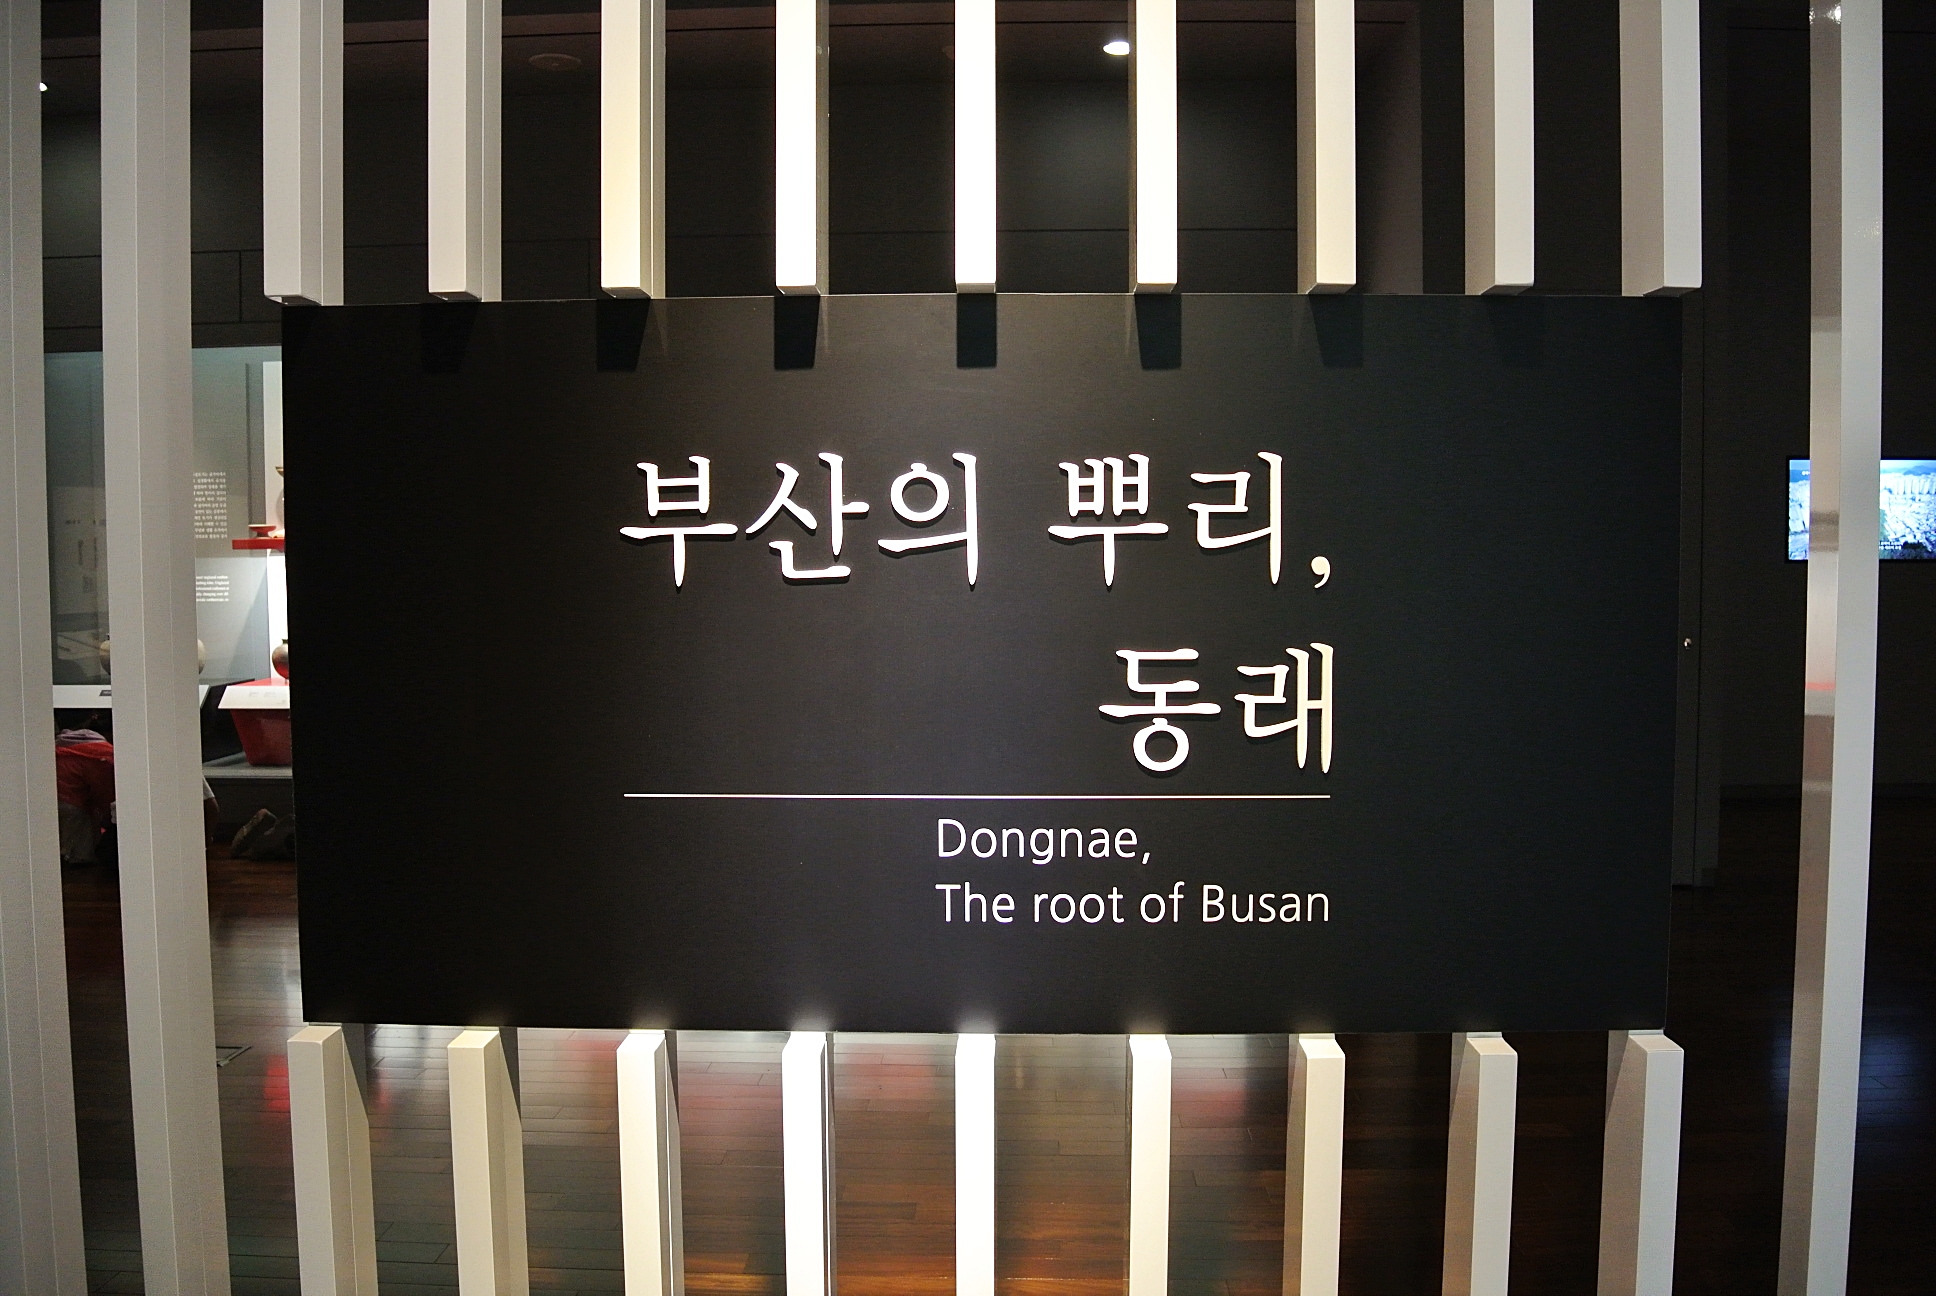 부산의 뿌리,
동래
Dongnae,
The root of Busan